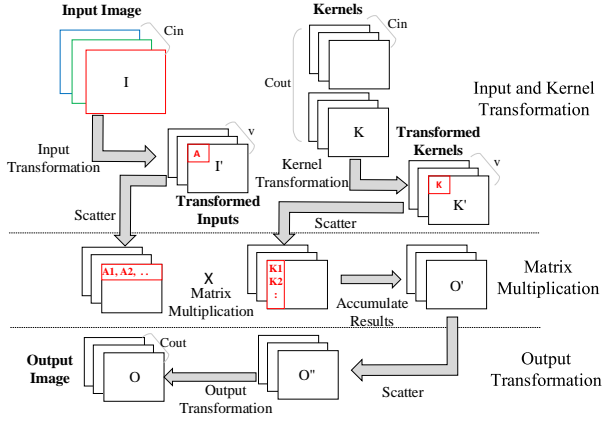 Input Image
Cin
I
Kernels
Cin
Cout
K
Input and Kernel
Transformation
Input
Transformation
A
I'
v
Transformed
Inputs
Kernel
Transformation
Transformed
Kernels
v
K
K'
Scatter
Scatter
A1, A2, . .
X
Matrix
Multiplication
K1
K2
:
Accumulate
Results
O'
Matrix
Multiplication
Output
Image
Cout
O
Output
Transformation
O"
Scatter
Output
Transformation